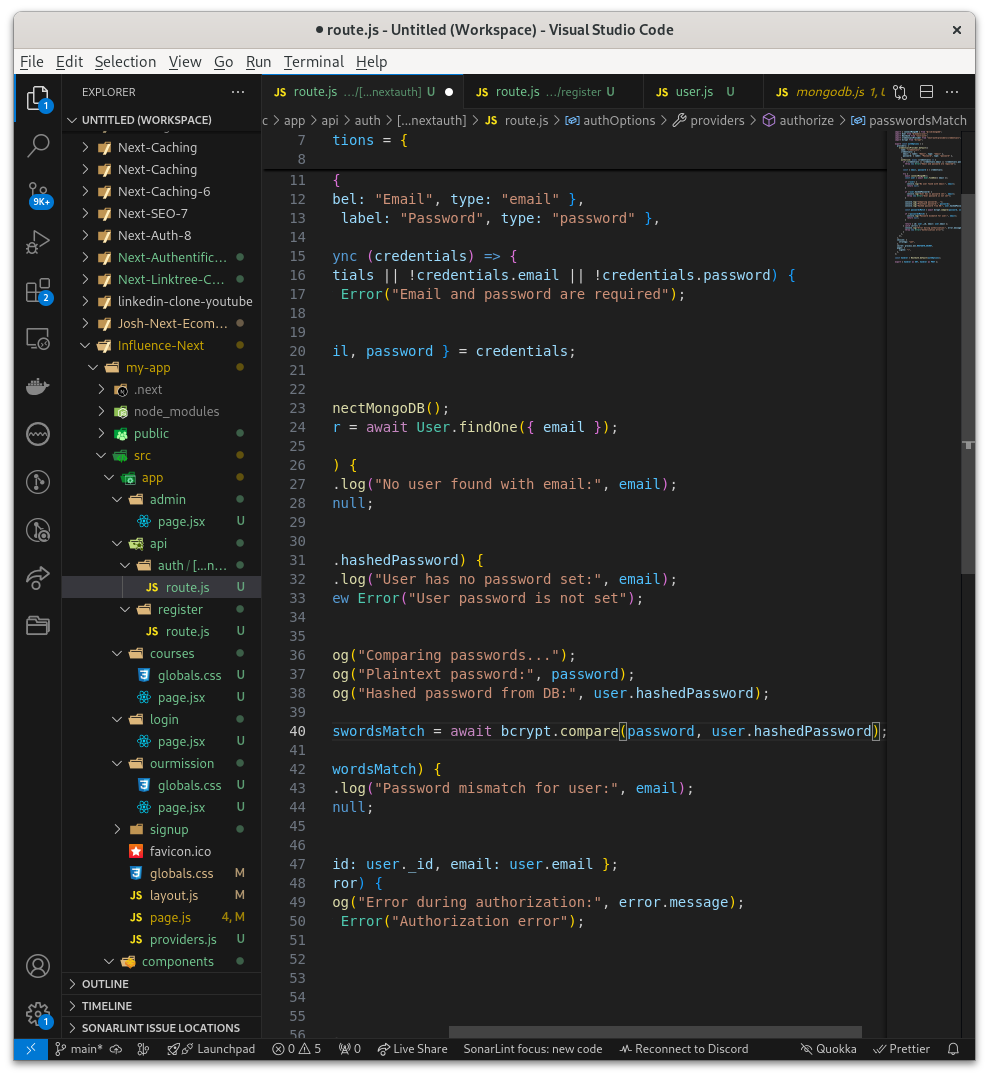 ● route.js - Untitled (Workspace) - Visual Studio Code
File Edit Selection View Go Run Terminal Help
EXPLORER
UNTITLED (WORKSPACE)
Next-Caching
Next-Caching
Next-Caching-6
Next-SEO-7
Next-Auth-8
Next-Authentific...
Next-Linktree-C...
linkedin-clone-youtube
Josh-Next-Ecom...
Influence-Next
my-app
.next
node_modules
public
src
app
admin
page.jsx U
api
auth / [...n...
route.js U
register
route.js U
courses
globals.css U
page.jsx U
login
page.jsx U
ourmission
globals.css U
page.jsx U
signup
favicon.ico
globals.css M
layout.js M
page.js 4, M
providers.js U
components
OUTLINE
TIMELINE
SONARLINT ISSUE LOCATIONS
1
9K+
2
1
JS route.js .../[...nextauth] U ●
JS route.js .../register U
JS user.js U
JS mongodb.js 1, U
c > app > api > auth > [...nextauth] > JS route.js > authOptions > providers > authorize > passwordsMatch
7 tions = {
8
11 {
12 bel: "Email", type: "email" },
13 label: "Password", type: "password" },
14
15 ync (credentials) => {
16 tials || !credentials.email || !credentials.password) {
17 Error("Email and password are required");
18
19
20 il, password } = credentials;
21
22
23 nectMongoDB();
24 r = await User.findOne({ email });
25
26 ) {
27 .log("No user found with email:", email);
28 null;
29
30
31 .hashedPassword) {
32 .log("User has no password set:", email);
33 ew Error("User password is not set");
34
35
36 og("Comparing passwords...");
37 og("Plaintext password:", password);
38 og("Hashed password from DB:", user.hashedPassword);
39
40 swordsMatch = await bcrypt.compare(password, user.hashedPassword);
41
42 wordsMatch) {
43 .log("Password mismatch for user:", email);
44 null;
45
46
47 id: user._id, email: user.email };
48 ror) {
49 og("Error during authorization:", error.message);
50 Error("Authorization error");
51
52
53
54
55
56
main* Launchpad 0 5 0 Live Share SonarLint focus: new code Reconnect to Discord Quokka Prettier